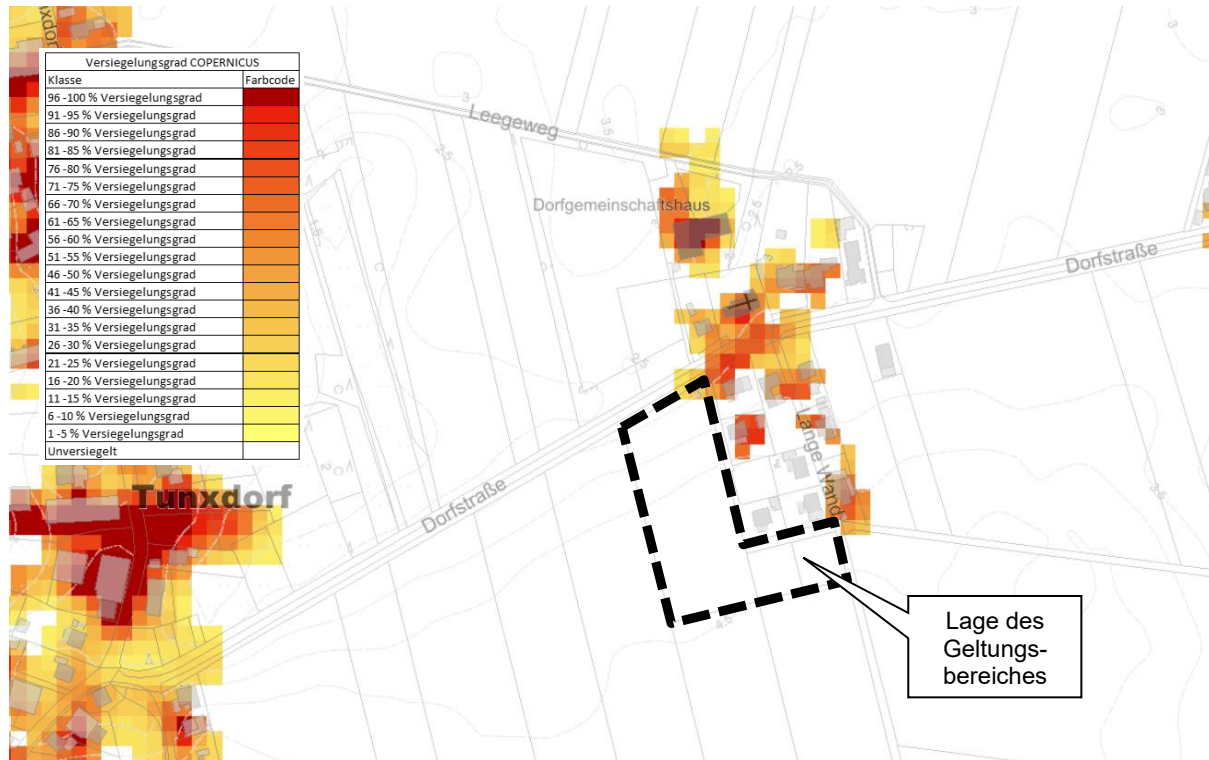 Versiegelungsgrad COPERNICUS
Klasse Farbcode
96 -100 % Versiegelungsgrad
91 -95 % Versiegelungsgrad
86 -90 % Versiegelungsgrad
81 -85 % Versiegelungsgrad
76 -80 % Versiegelungsgrad
71 -75 % Versiegelungsgrad
66 -70 % Versiegelungsgrad
61 -65 % Versiegelungsgrad
56 -60 % Versiegelungsgrad
51 -55 % Versiegelungsgrad
46 -50 % Versiegelungsgrad
41 -45 % Versiegelungsgrad
36 -40 % Versiegelungsgrad
31 -35 % Versiegelungsgrad
26 -30 % Versiegelungsgrad
21 -25 % Versiegelungsgrad
16 -20 % Versiegelungsgrad
11 -15 % Versiegelungsgrad
6 -10 % Versiegelungsgrad
1 -5 % Versiegelungsgrad
Unversiegelt
Leegeweg
Dorfgemeinschaftshaus
Dorfstraße
Lange Wand
Tunxdorf
Dorfstraße
Lage des
Geltungs-
bereiches